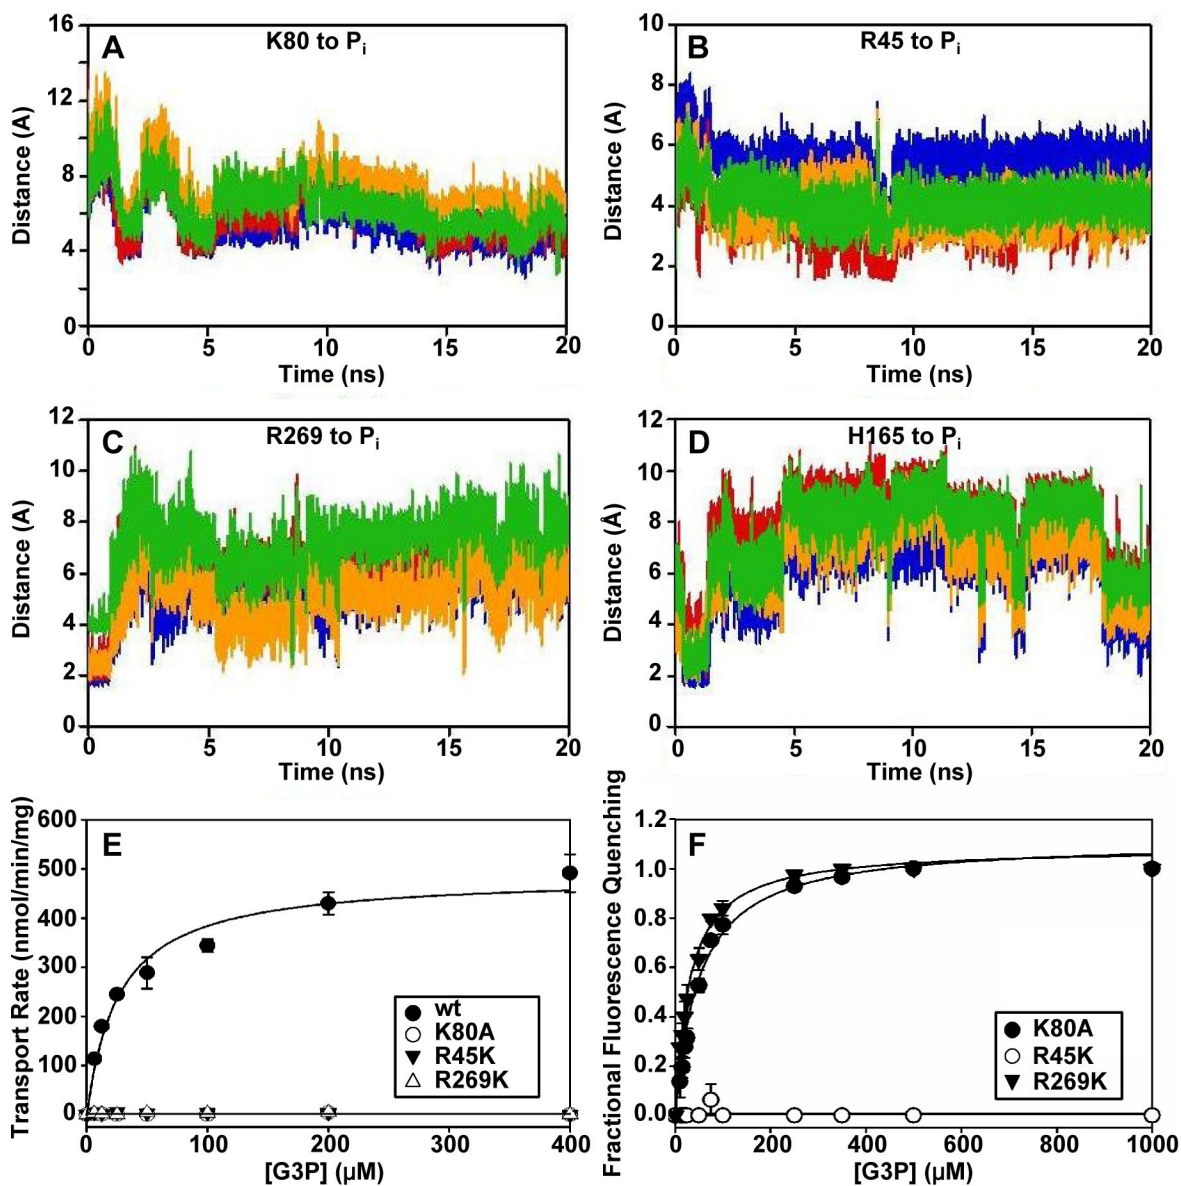 A
K80 to Pi
Distance (A)
16
12
8
4
0
0 5 10 15 20
Time (ns)
B
R45 to Pi
Distance (A)
10
8
6
4
2
0
0 5 10 15 20
Time (ns)
C
R269 to Pi
Distance (A)
12
10
8
6
4
2
0
0 5 10 15 20
Time (ns)
D
H165 to Pi
Distance (Å)
12
10
8
6
4
2
0
0 5 10 15 20
Time (ns)
E
Transport Rate (nmol/min/mg)
600
500
400
300
200
100
0
wt
K80A
R45K
R269K
0 100 200 300 400
[G3P] (µM)
F
Fractional Fluorescence Quenching
1.2
1.0
0.8
0.6
0.4
0.2
0.0
K80A
R45K
R269K
0 200 400 600 800 1000
[G3P] (µM)